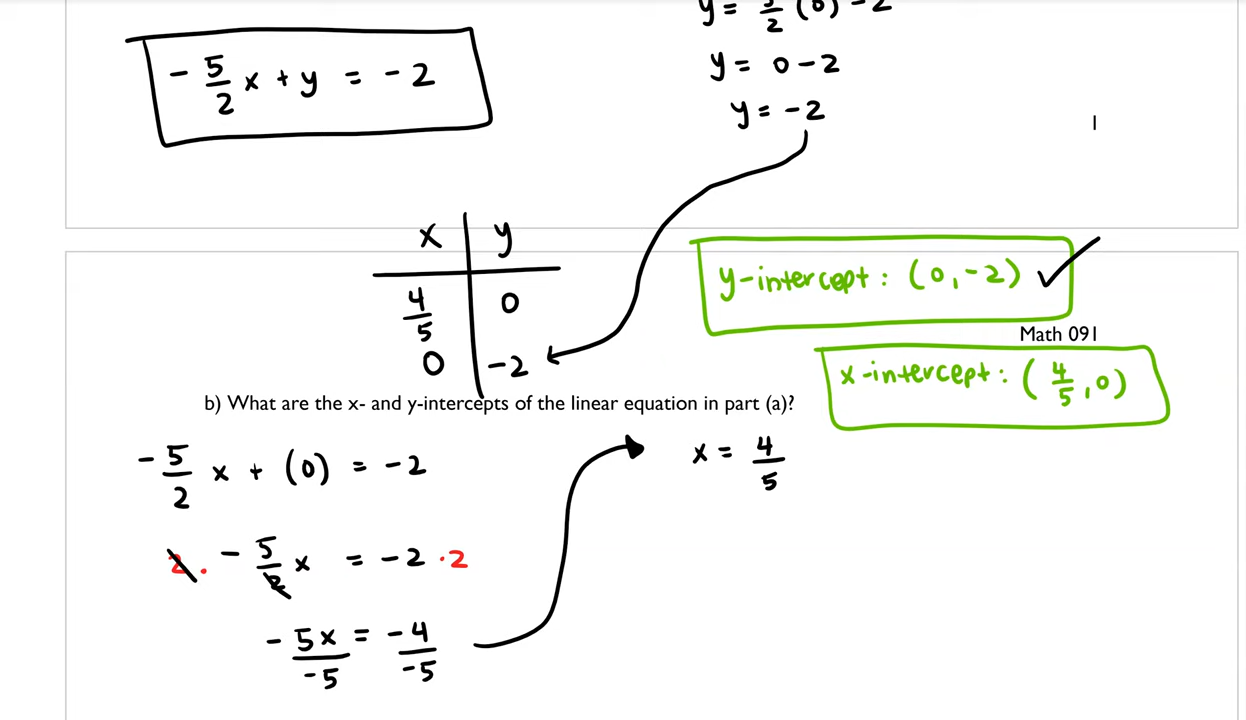 y = 5/2 (0) - 2
- 5/2 x + y = - 2
y = 0 - 2
y = - 2
1
x | y
4/5 | 0
0 | -2
y-intercept: (0, -2) ✓
Math 091
x-intercept: (4/5, 0)
b) What are the x- and y-intercepts of the linear equation in part (a)?
- 5/2 x + (0) = -2
x = 4/5
2 · - 5/2 x = -2 · 2
- 5x/-5 = -4/-5